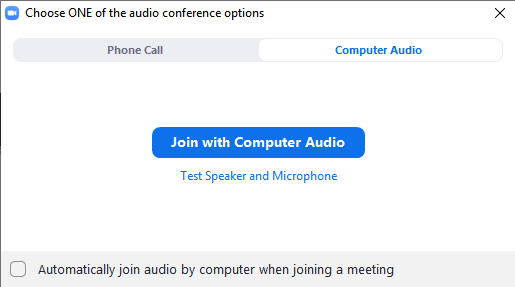 Choose ONE of the audio conference options
Phone Call
Computer Audio
Join with Computer Audio
Test Speaker and Microphone
Automatically join audio by computer when joining a meeting